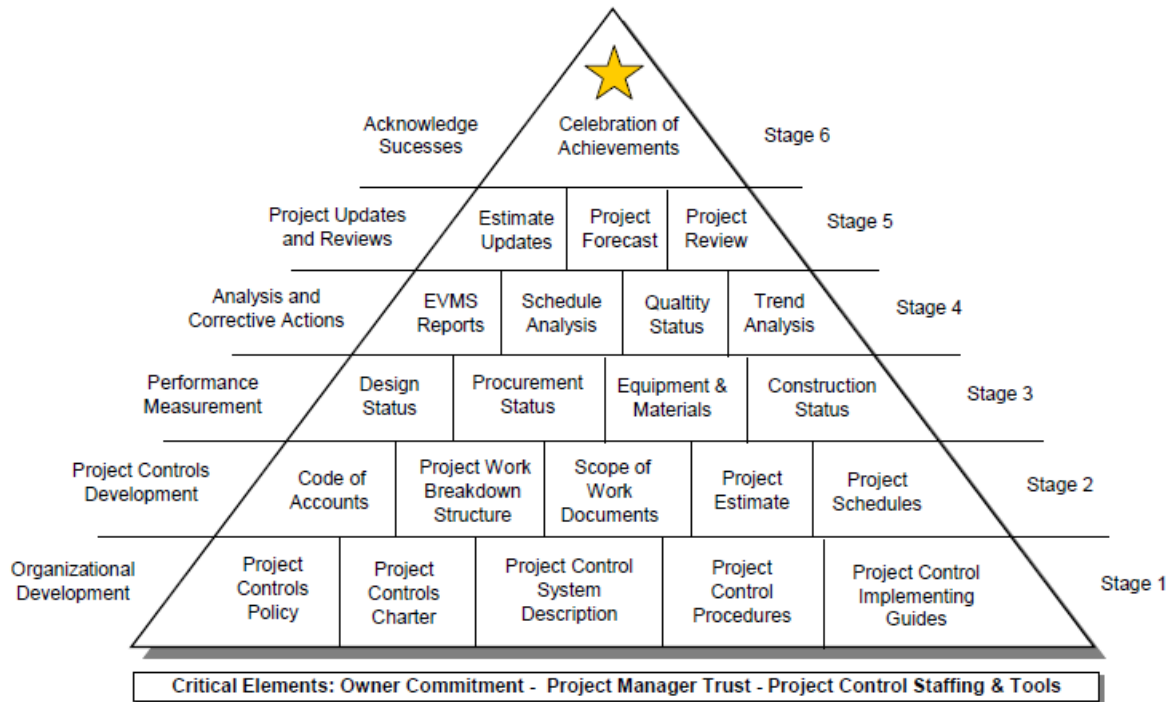 Acknowledge
Sucesses
Celebration of
Achievements
Stage 6
Project Updates
and Reviews
Estimate
Updates
Project
Forecast
Project
Review
Stage 5
Analysis and
Corrective Actions
EVMS
Reports
Schedule
Analysis
Qualtity
Status
Trend
Analysis
Stage 4
Performance
Measurement
Design
Status
Procurement
Status
Equipment &
Materials
Construction
Status
Stage 3
Project Controls
Development
Code of
Accounts
Project Work
Breakdown
Structure
Scope of
Work
Documents
Project
Estimate
Project
Schedules
Stage 2
Organizational
Development
Project
Controls
Policy
Project
Controls
Charter
Project Control
System
Description
Project
Control
Procedures
Project Control
Implementing
Guides
Stage 1
Critical Elements: Owner Commitment - Project Manager Trust - Project Control Staffing & Tools